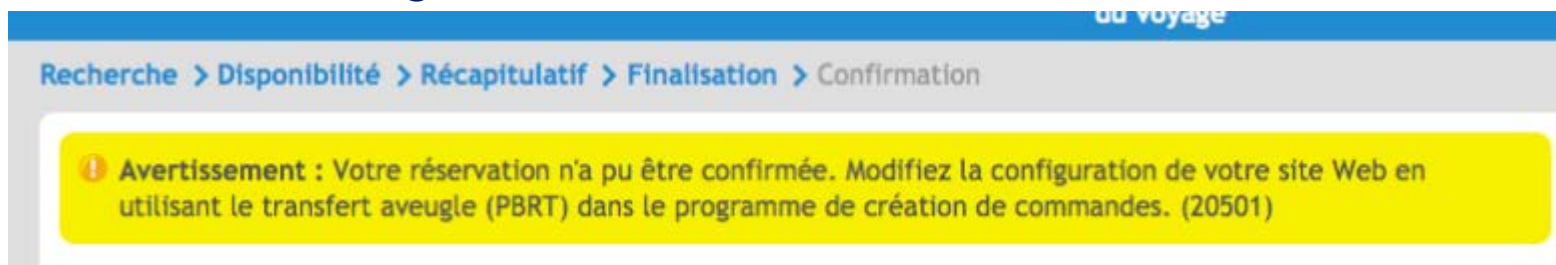 du voyage
Recherche > Disponibilité > Récapitulatif > Finalisation > Confirmation
Avertissement : Votre réservation n'a pu être confirmée. Modifiez la configuration de votre site Web en
utilisant le transfert aveugle (PBRT) dans le programme de création de commandes. (20501)